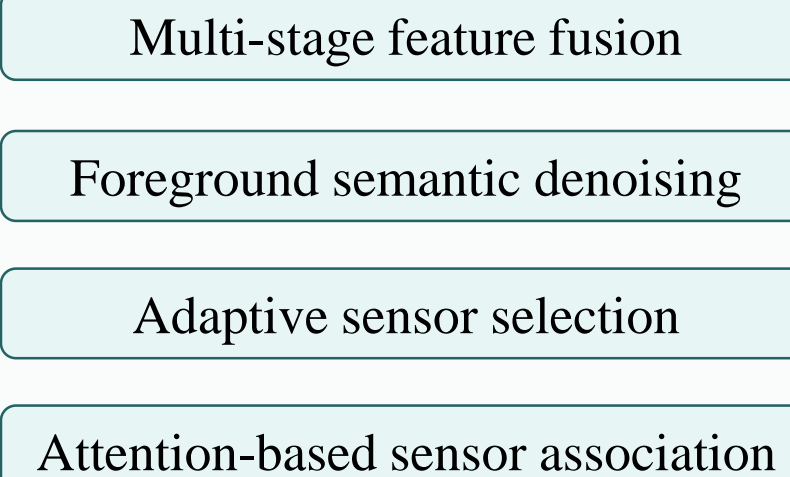 Multi-stage feature fusion
Foreground semantic denoising
Adaptive sensor selection
Attention-based sensor association